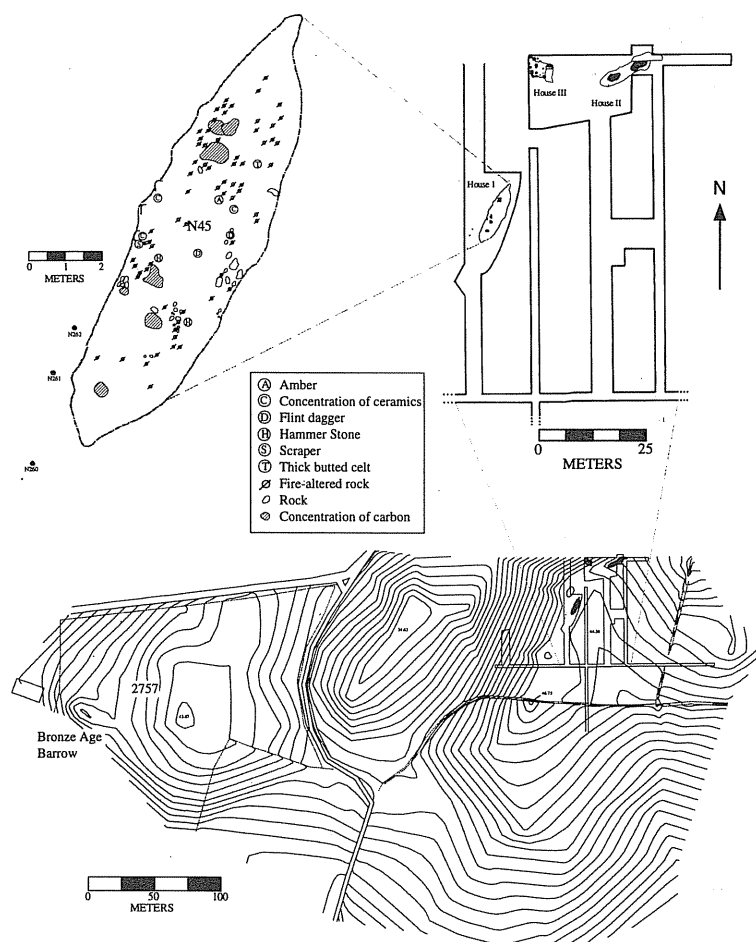 House III
House II
N
House I
A
C
T
C
N45
C
D
S
H
D
0 1 2
METERS
H
N262
N261
N260
0 25
METERS
A Amber
C Concentration of ceramics
D Flint dagger
H Hammer Stone
S Scraper
T Thick butted celt
Fire-altered rock
Rock
Concentration of carbon
2757
Bronze Age
Barrow
0 50 100
METERS